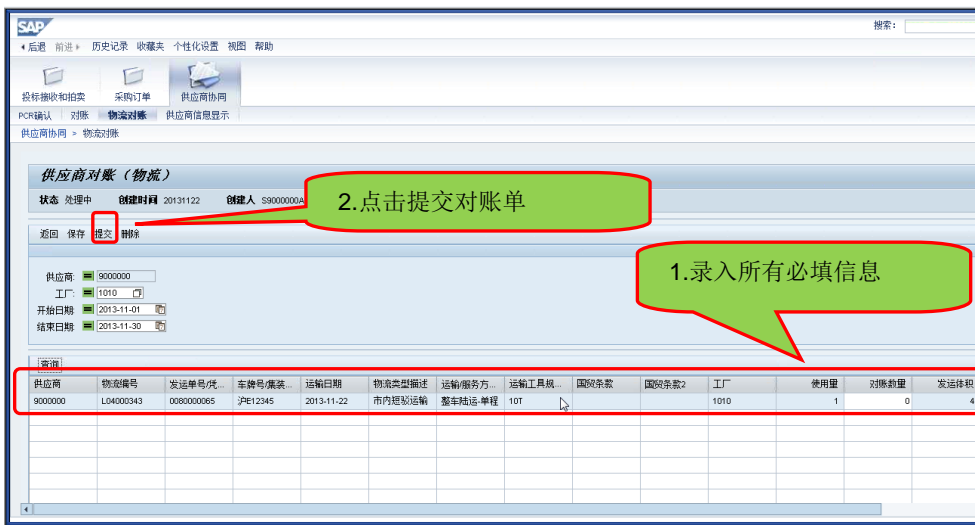 SAP
搜索：
后退 前进 历史记录 收藏夹 个性化设置 视图 帮助
投标接收和拍卖 采购订单 供应商协同
PCR确认 对账 物流对账 供应商信息显示
供应商协同 > 物流对账
供应商对账（物流）
状态 处理中 创建时间 20131122 创建人 S9000000A
2.点击提交对账单
返回 保存 提交 删除
1.录入所有必填信息
供应商: 9000000
工厂: 1010
开始日期: 2013-11-01
结束日期: 2013-11-30
查询
供应商 物流编号 发运单号/凭... 车牌号/集装... 运输日期 物流类型描述 运输/服务方... 运输工具规... 国贸条款 国贸条款2 工厂 使用量 对账数量 发运体积
9000000 L04000343 0080000065 沪E12345 2013-11-22 市内短驳运输 整车陆运-单程 10T 1010 1 0 4